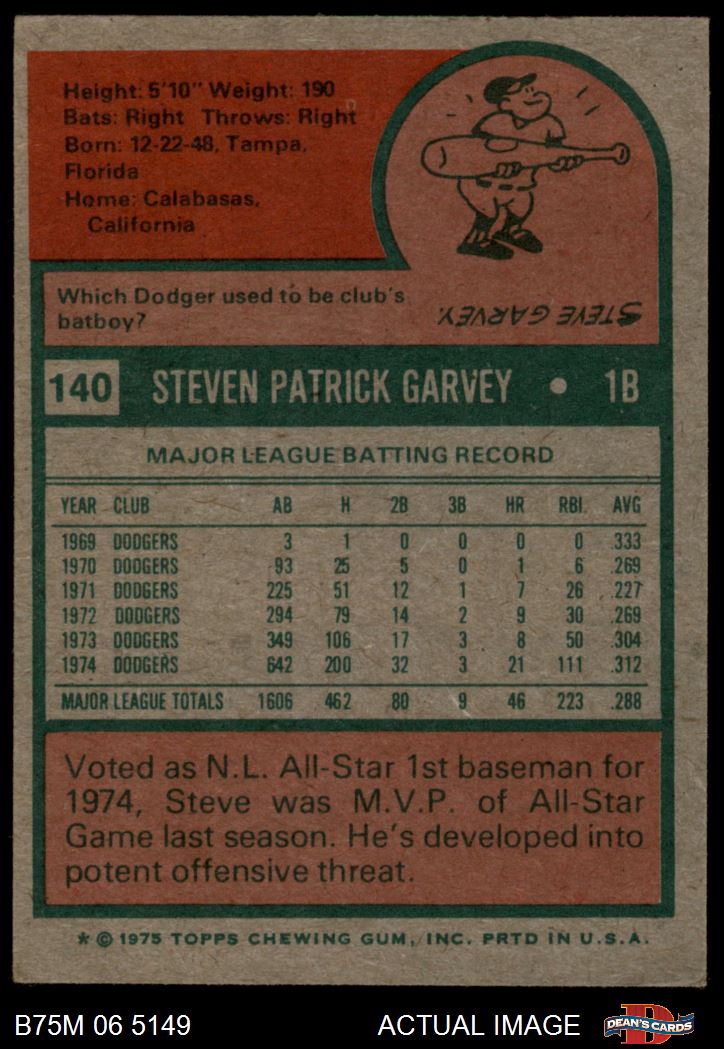 Height: 5'10" Weight: 190
Bats: Right Throws: Right
Born: 12-22-48, Tampa,
Florida
Home: Calabasas,
California
Which Dodger used to be club's
batboy?
STEVE GARVEY.
140 STEVEN PATRICK GARVEY • 1B
MAJOR LEAGUE BATTING RECORD
YEAR CLUB AB H 2B 3B HR RBI. AVG
1969 DODGERS 3 1 0 0 0 0 .333
1970 DODGERS 93 25 5 0 1 6 .269
1971 DODGERS 225 51 12 1 7 26 .227
1972 DODGERS 294 79 14 2 9 30 .269
1973 DODGERS 349 106 17 3 8 50 .304
1974 DODGERS 642 200 32 3 21 111 .312
MAJOR LEAGUE TOTALS 1606 462 80 9 46 223 .288
Voted as N.L. All-Star 1st baseman for
1974, Steve was M.V.P. of All-Star
Game last season. He's developed into
potent offensive threat.
* © 1975 TOPPS CHEWING GUM, INC. PRTD IN U.S.A.
B75M 06 5149 ACTUAL IMAGE DEAN'S CARDS